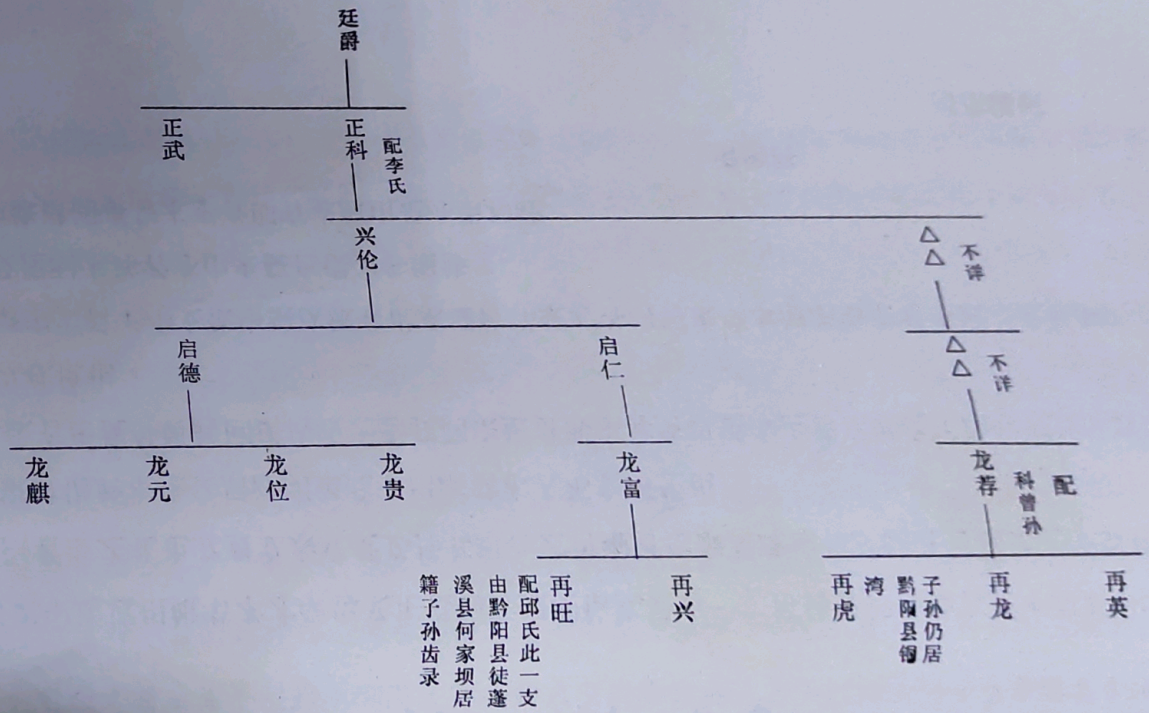 廷爵
正武
正科
配李氏
兴伦
△△
不详
启德
启仁
△△
不详
龙麒
龙元
龙位
龙贵
龙富
龙荐
科曾孙
配
再旺
配邱氏此一支
由黔阳县徒蓬
溪县何家坝居
籍子孙齿录
再兴
再虎
再龙
子孙仍居
黔阳县
湾
再英